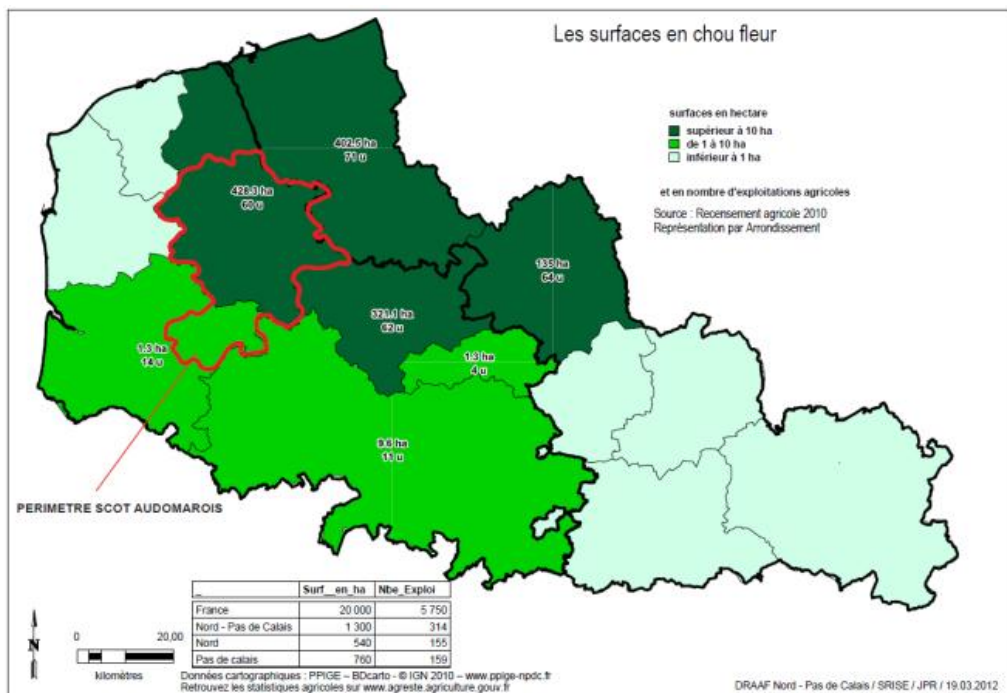 Les surfaces en chou fleur
surfaces en hectare
supérieur à 10 ha
de 1 à 10 ha
inférieur à 1 ha
et en nombre d'exploitations agricoles
Source : Recensement agricole 2010
Représentation par Arrondissement
402.5 ha
71 u
428.3 ha
60 u
135 ha
64 u
321.1 ha
62 u
1.3 ha
14 u
1.3 ha
4 u
9.6 ha
11 u
PERIMETRE SCOT AUDOMAROIS
_ Surf__en_ha Nbe_Exploi
France 20 000 5 750
Nord - Pas de Calais 1 300 314
Nord 540 155
Pas de calais 760 159
N
0 20,00
kilomètres
Données cartographiques : PPIGE – BDcarto - © IGN 2010 – www.ppige-npdc.fr
Retrouvez les statistiques agricoles sur www.agreste.agriculture.gouv.fr
DRAAF Nord - Pas de Calais / SRISE / JPR / 19.03.2012